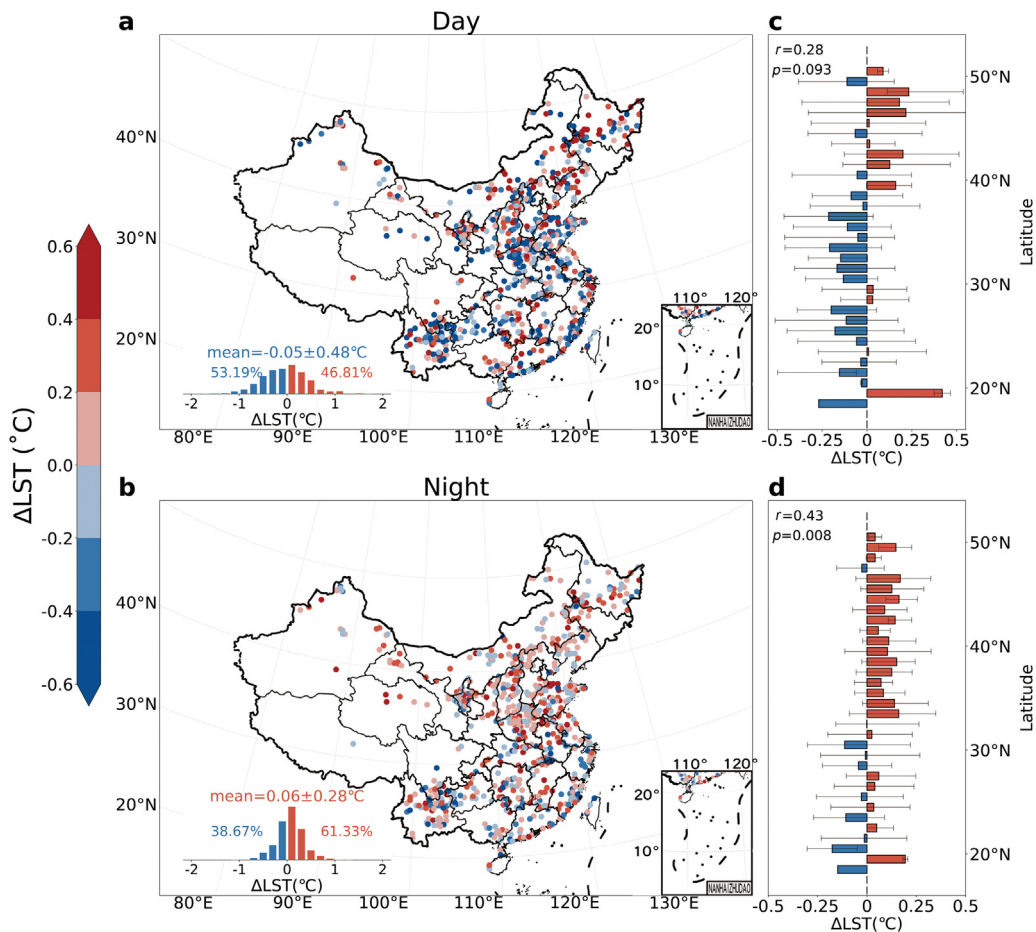 a
Day
40°N
30°N
20°N
mean=-0.05±0.48℃
53.19%
46.81%
-2
-1
0
1
2
ΔLST(℃)
110°
120°
20°
10°
NANHAIZHUDAO
80°E
90°E
100°E
110°E
120°E
130°E
c
r=0.28
p=0.093
50°N
40°N
30°N
20°N
Latitude
-0.5
-0.25
0
0.25
0.5
ΔLST(℃)
ΔLST (°C)
0.6
0.4
0.2
0.0
-0.2
-0.4
-0.6
b
Night
40°N
30°N
20°N
mean=0.06±0.28℃
38.67%
61.33%
-2
-1
0
1
2
ΔLST(℃)
110°
120°
20°
10°
NANHAIZHUDAO
80°E
90°E
100°E
110°E
120°E
130°E
d
r=0.43
p=0.008
50°N
40°N
30°N
20°N
Latitude
-0.5
-0.25
0
0.25
0.5
ΔLST(℃)